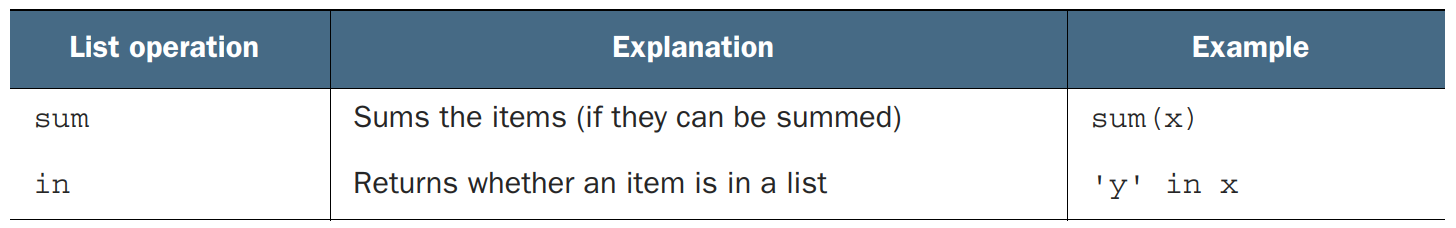 List operation Explanation Example
sum Sums the items (if they can be summed) sum(x)
in Returns whether an item is in a list 'y' in x